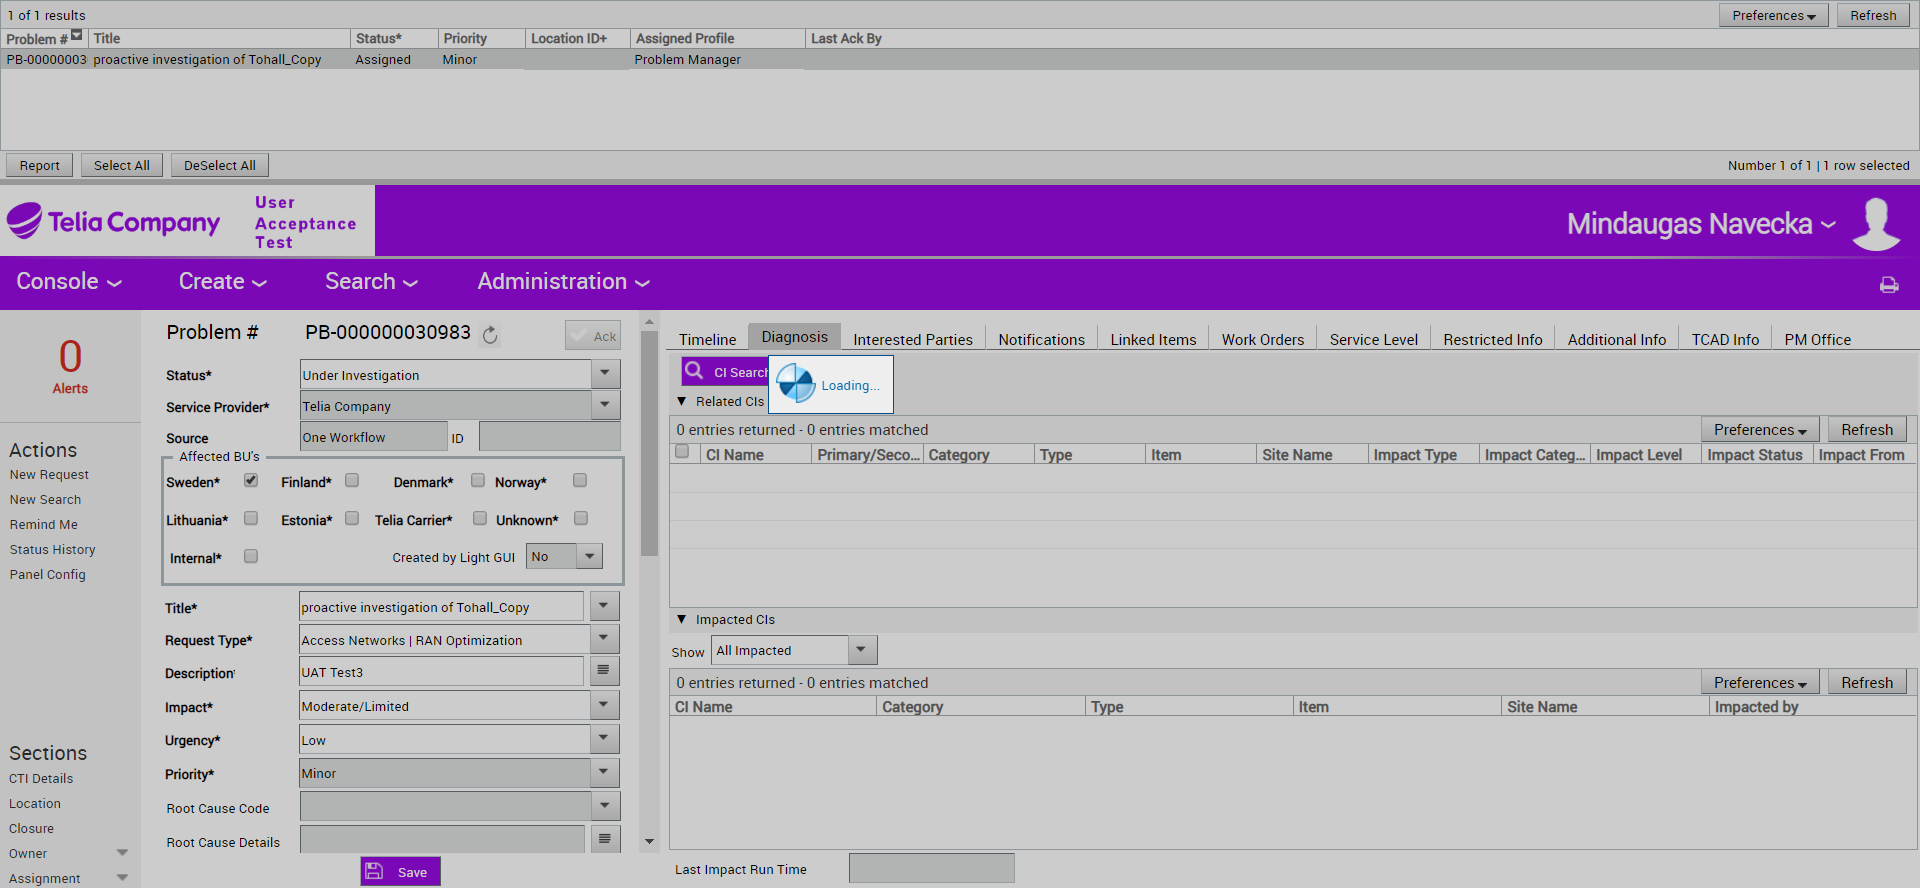 1 of 1 results
Preferences
Refresh
Problem # Title Status* Priority Location ID+ Assigned Profile Last Ack By
PB-00000003 proactive investigation of Tohall_Copy Assigned Minor Problem Manager
Report Select All DeSelect All
Number 1 of 1 | 1 row selected
Telia Company
User
Acceptance
Test
Mindaugas Navecka
Console Create Search Administration
0
Alerts
Actions
New Request
New Search
Remind Me
Status History
Panel Config
Sections
CTI Details
Location
Closure
Owner
Assignment
Problem # PB-000000030983 Ack
Status* Under Investigation
Service Provider* Telia Company
Source One Workflow ID
Affected BU's
Sweden* Finland* Denmark* Norway*
Lithuania* Estonia* Telia Carrier* Unknown*
Internal* Created by Light GUI No
Title* proactive investigation of Tohall_Copy
Request Type* Access Networks | RAN Optimization
Description UAT Test3
Impact* Moderate/Limited
Urgency* Low
Priority* Minor
Root Cause Code
Root Cause Details
Save
Timeline Diagnosis Interested Parties Notifications Linked Items Work Orders Service Level Restricted Info Additional Info TCAD Info PM Office
CI Search
Loading...
Related CIs
0 entries returned - 0 entries matched
Preferences Refresh
CI Name Primary/Seco... Category Type Item Site Name Impact Type Impact Categ... Impact Level Impact Status Impact From
Impacted CIs
Show All Impacted
0 entries returned - 0 entries matched
Preferences Refresh
CI Name Category Type Item Site Name Impacted by
Last Impact Run Time